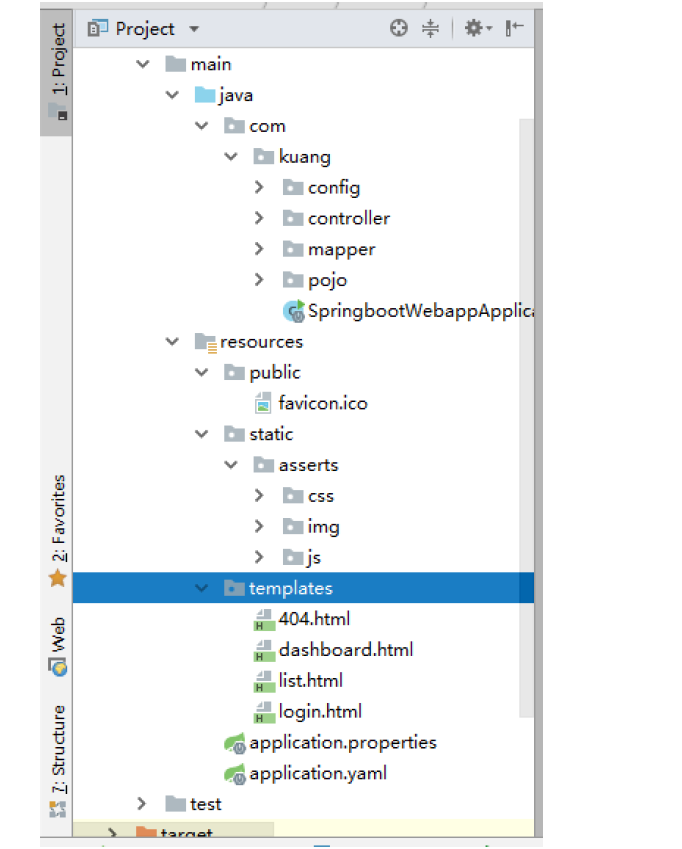 Project
main
java
com
kuang
config
controller
mapper
pojo
SpringbootWebappApplica
resources
public
favicon.ico
static
asserts
css
img
js
templates
404.html
dashboard.html
list.html
login.html
application.properties
application.yaml
test
target
1: Project
2: Favorites
Web
7: Structure